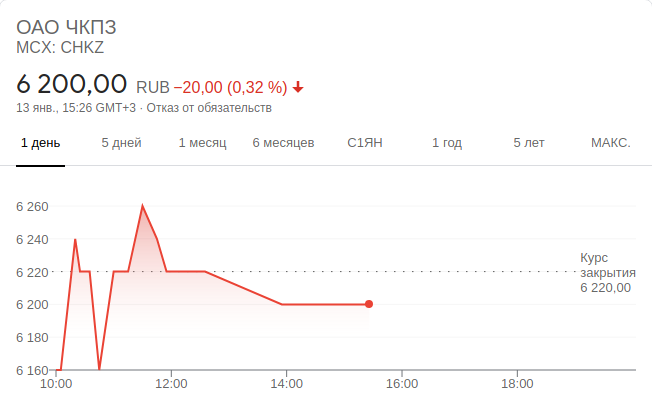 ОАО ЧКПЗ
MCX: CHKZ
6 200,00 RUB −20,00 (0,32 %)
13 янв., 15:26 GMT+3 · Отказ от обязательств
1 день 5 дней 1 месяц 6 месяцев С1ЯН 1 год 5 лет МАКС.
6 260
6 240
6 220
6 200
6 180
6 160
Курс
закрытия
6 220,00
10:00 12:00 14:00 16:00 18:00